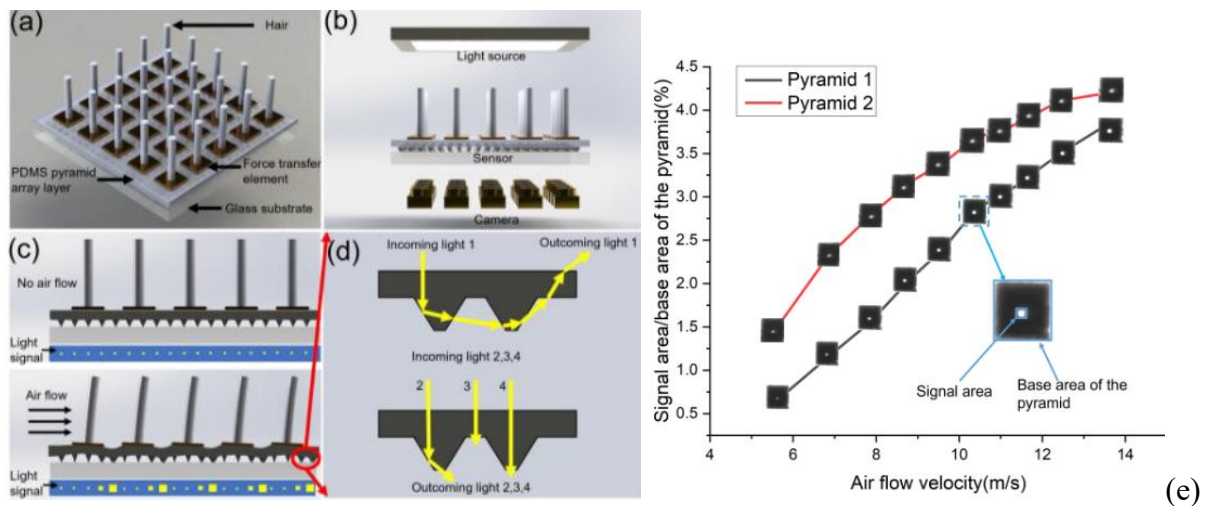 (a)
Hair
PDMS pyramid
array layer
Force transfer
element
Glass substrate
(b)
Light source
Sensor
Camera
(c)
No air flow
Light
signal
Air flow
Light
signal
(d)
Incoming light 1
Outcoming light 1
Incoming light 2,3,4
2
3
4
Outcoming light 2,3,4
Signal area/base area of the pyramid(%)
4.5
4.0
3.5
3.0
2.5
2.0
1.5
1.0
0.5
Pyramid 1
Pyramid 2
Signal area
Base area of the
pyramid
4
6
8
10
12
14
Air flow velocity(m/s)
(e)